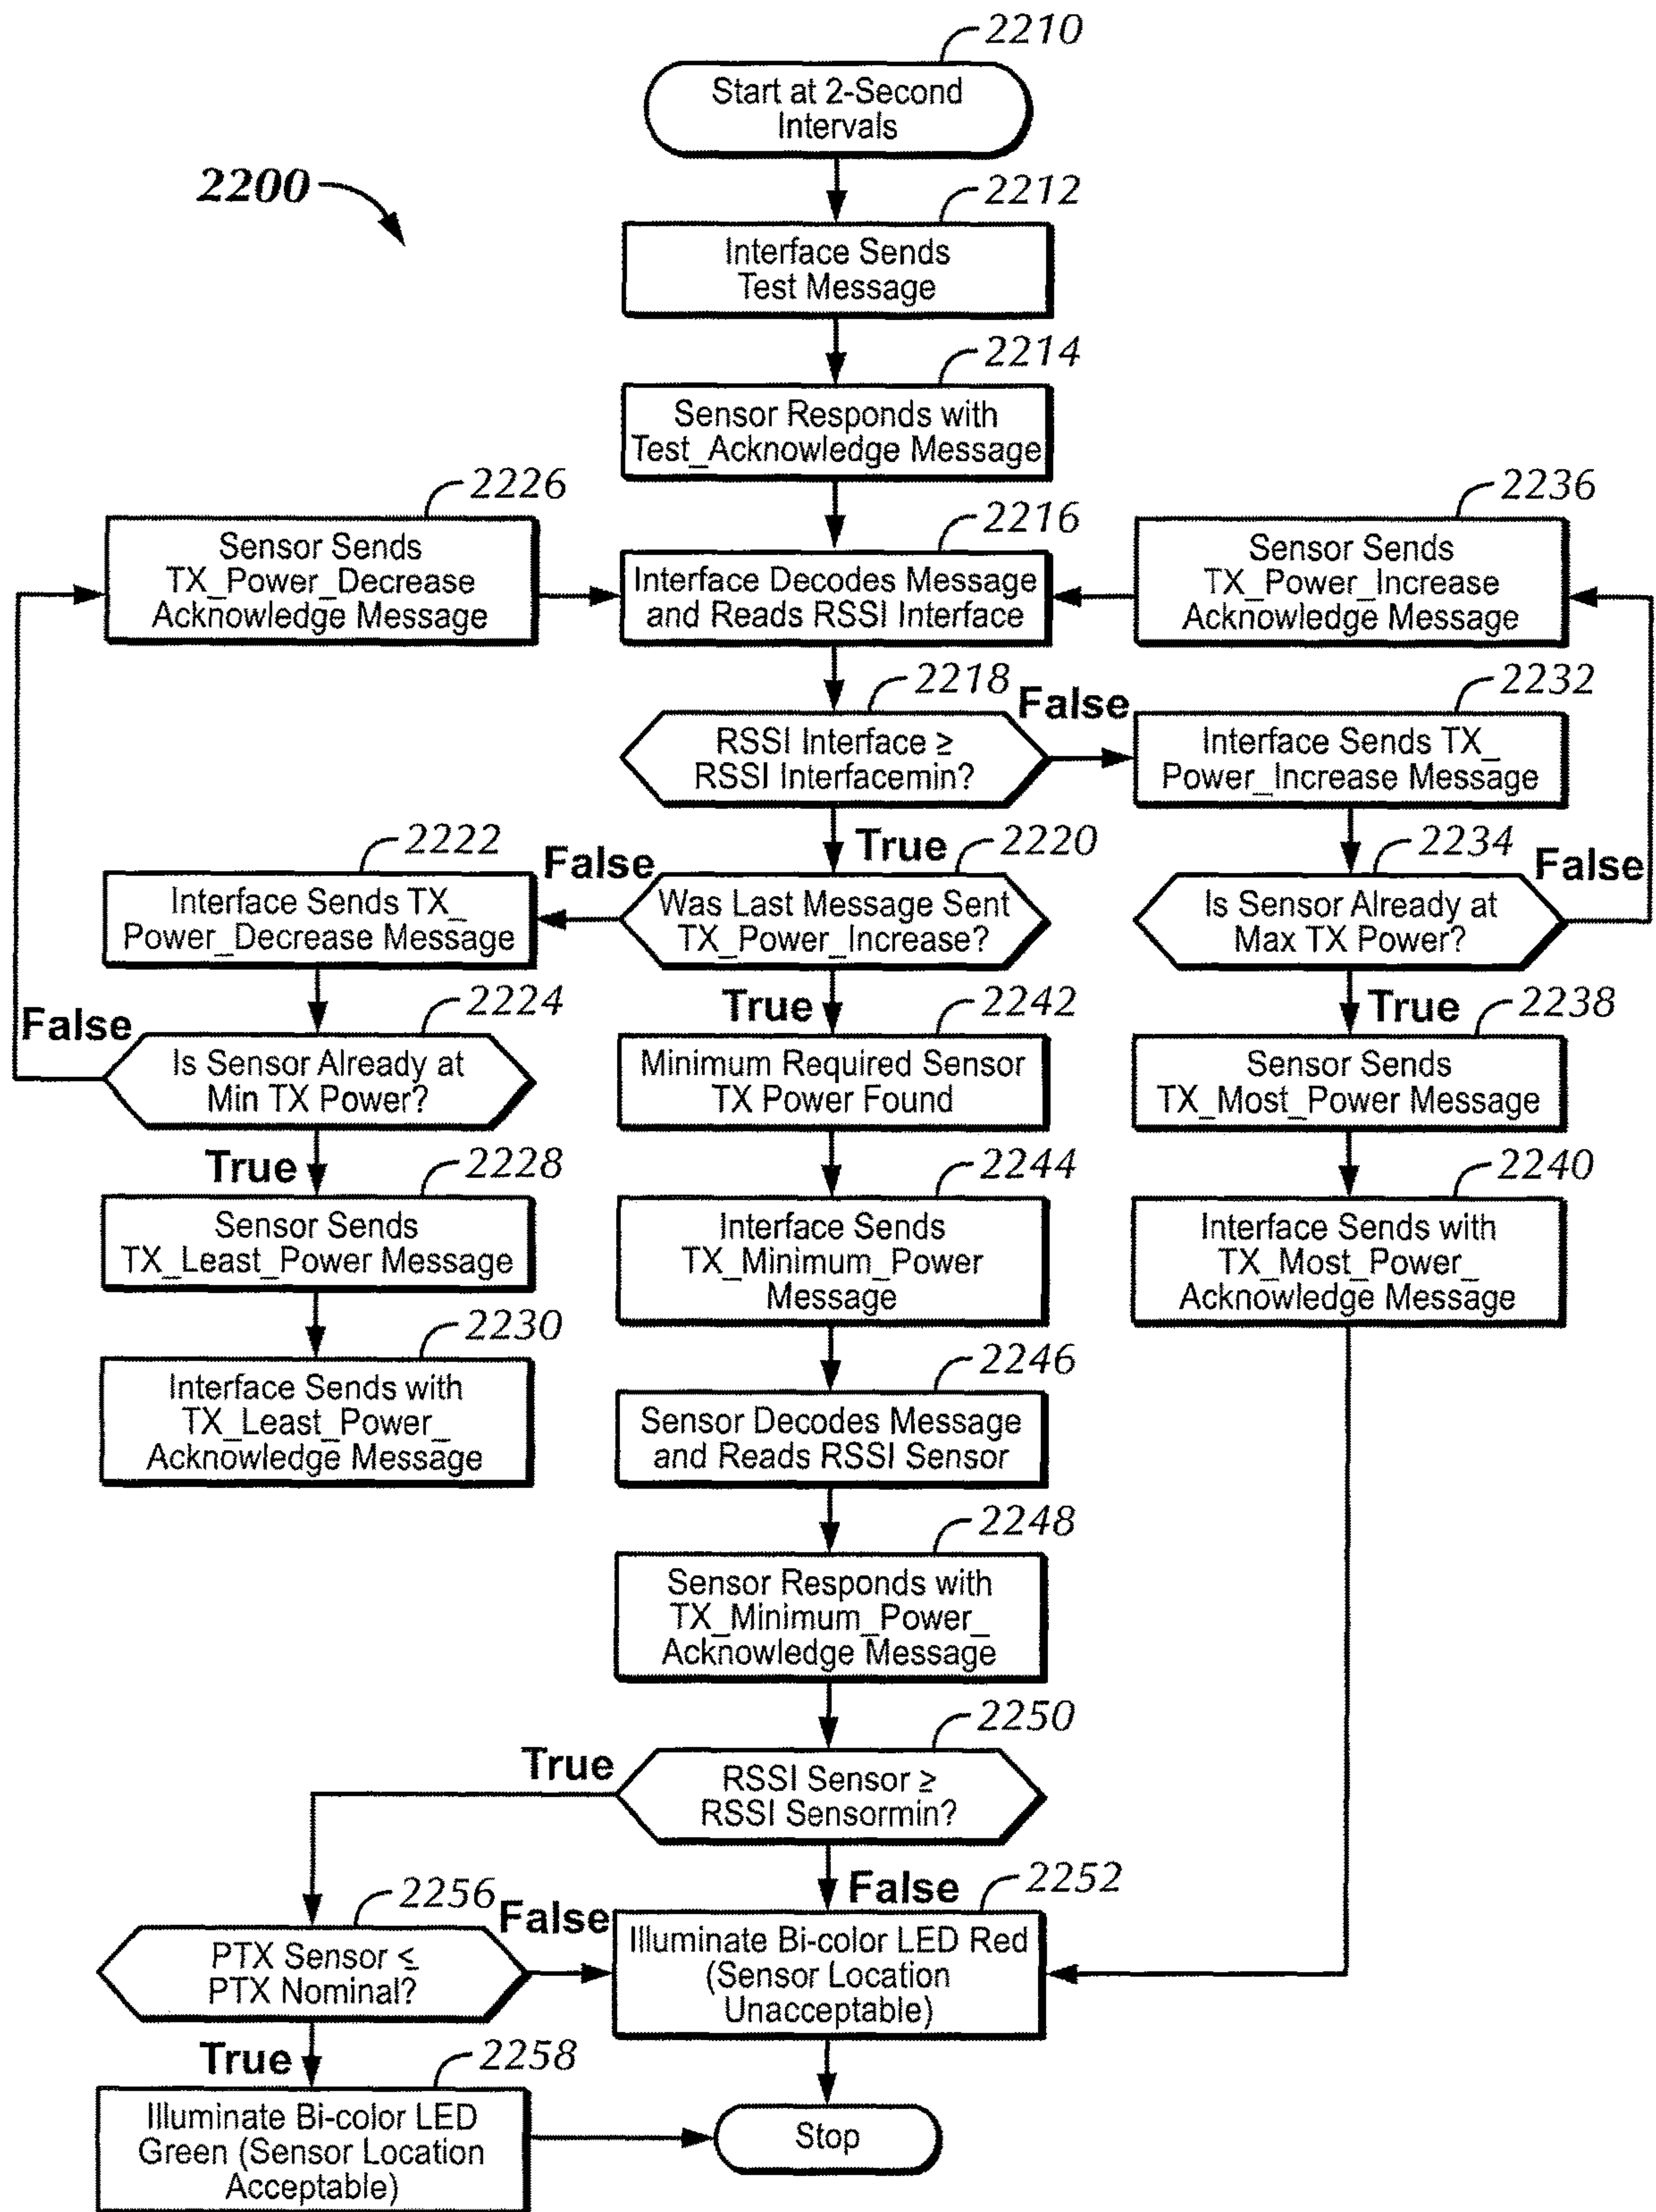 2210
Start at 2-Second
Intervals
2200
2212
Interface Sends
Test Message
2214
Sensor Responds with
Test_Acknowledge Message
2226
Sensor Sends
TX_Power_Decrease
Acknowledge Message
2216
Interface Decodes Message
and Reads RSSI Interface
2236
Sensor Sends
TX_Power_Increase
Acknowledge Message
2218
RSSI Interface ≥
RSSI Interfacemin?
False
2232
Interface Sends TX_
Power_Increase Message
2222
Interface Sends TX_
Power_Decrease Message
False
True
2220
Was Last Message Sent
TX_Power_Increase?
2234
Is Sensor Already at
Max TX Power?
False
2224
False
Is Sensor Already at
Min TX Power?
True
2242
Minimum Required Sensor
TX Power Found
True
2238
Sensor Sends
TX_Most_Power Message
True
2228
Sensor Sends
TX_Least_Power Message
2244
Interface Sends
TX_Minimum_Power
Message
2240
Interface Sends with
TX_Most_Power_
Acknowledge Message
2230
Interface Sends with
TX_Least_Power_
Acknowledge Message
2246
Sensor Decodes Message
and Reads RSSI Sensor
2248
Sensor Responds with
TX_Minimum_Power_
Acknowledge Message
2250
True
RSSI Sensor ≥
RSSI Sensormin?
2256
PTX Sensor ≤
PTX Nominal?
False
False
2252
Illuminate Bi-color LED Red
(Sensor Location
Unacceptable)
True
2258
Illuminate Bi-color LED
Green (Sensor Location
Acceptable)
Stop